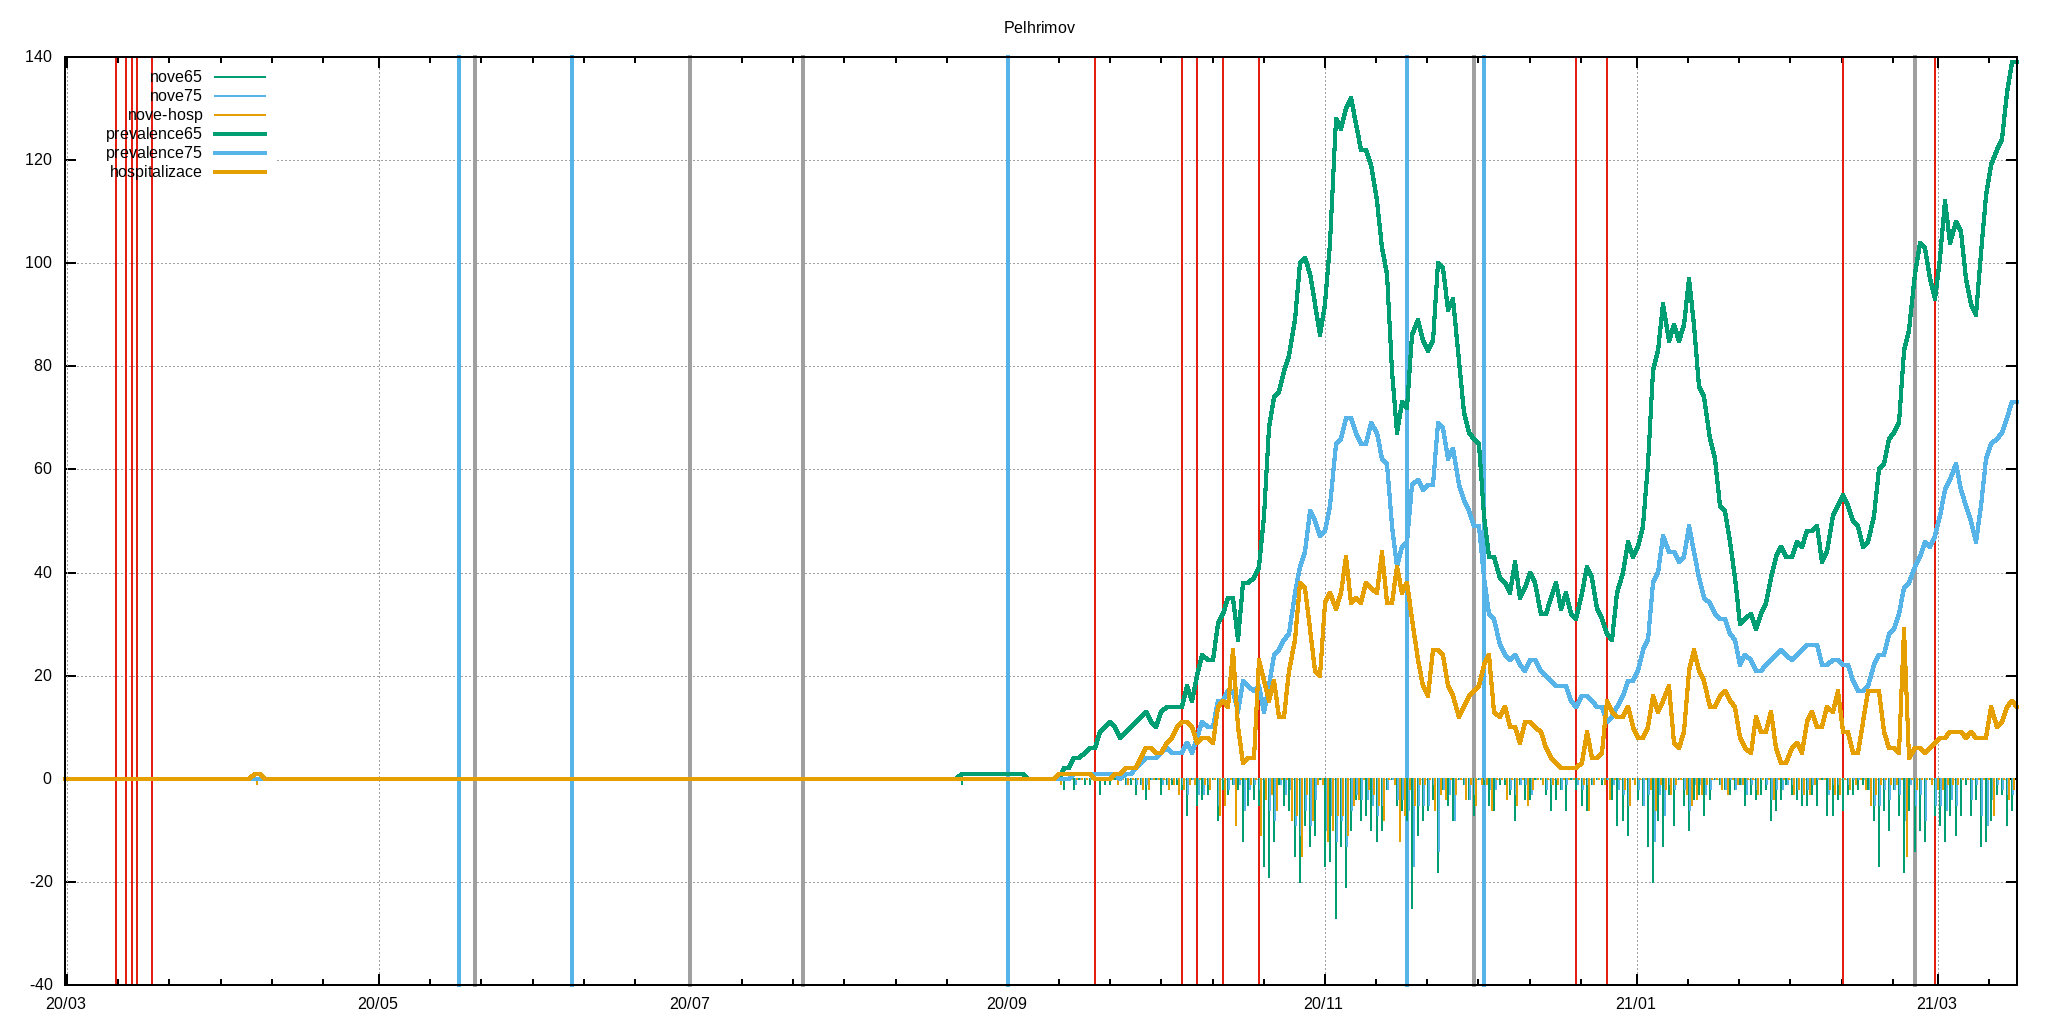 Pelhrimov
140
120
100
80
60
40
20
0
-20
-40
nove65
nove75
nove-hosp
prevalence65
prevalence75
hospitalizace
20/03 20/05 20/07 20/09 20/11 21/01 21/03